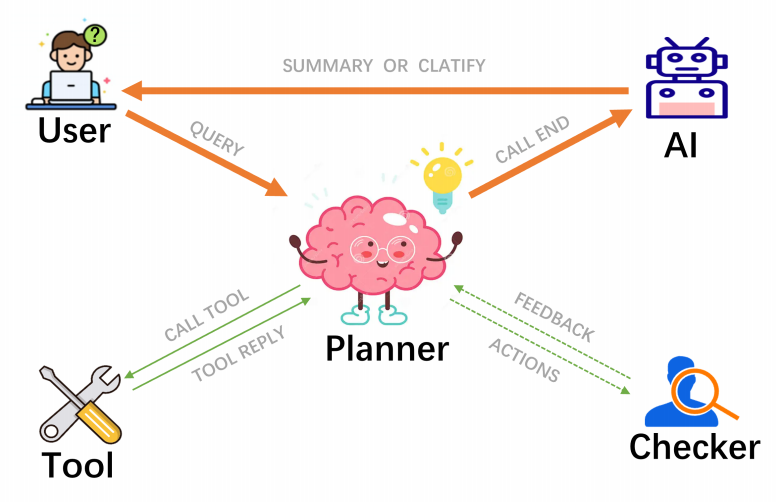 ?
SUMMARY OR CLATIFY
User
QUERY
CALL END
AI
CALL TOOL
TOOL REPLY
Planner
FEEDBACK
ACTIONS
Tool
Checker